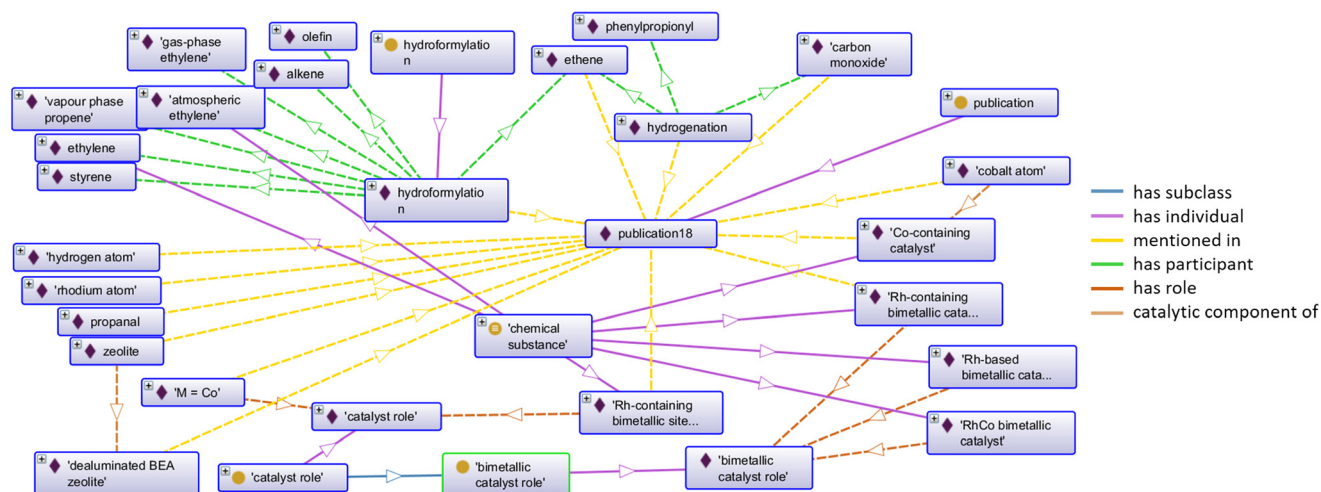 'gas-phase
ethylene'
olefin
hydroformylatio
n
phenylpropionyl
ethene
'carbon
monoxide'
alkene
'vapour phase
propene'
'atmospheric
ethylene'
publication
hydrogenation
ethylene
styrene
'cobalt atom'
hydroformylatio
n
has subclass
has individual
mentioned in
has participant
has role
catalytic component of
publication18
'Co-containing
catalyst'
'hydrogen atom'
'rhodium atom'
'Rh-containing
bimetallic cata...
propanal
'chemical
substance'
zeolite
'Rh-based
bimetallic cata...
'M = Co'
'catalyst role'
'Rh-containing
bimetallic site...
'RhCo bimetallic
catalyst'
'dealuminated BEA
zeolite'
'catalyst role'
'bimetallic
catalyst role'
'bimetallic
catalyst role'